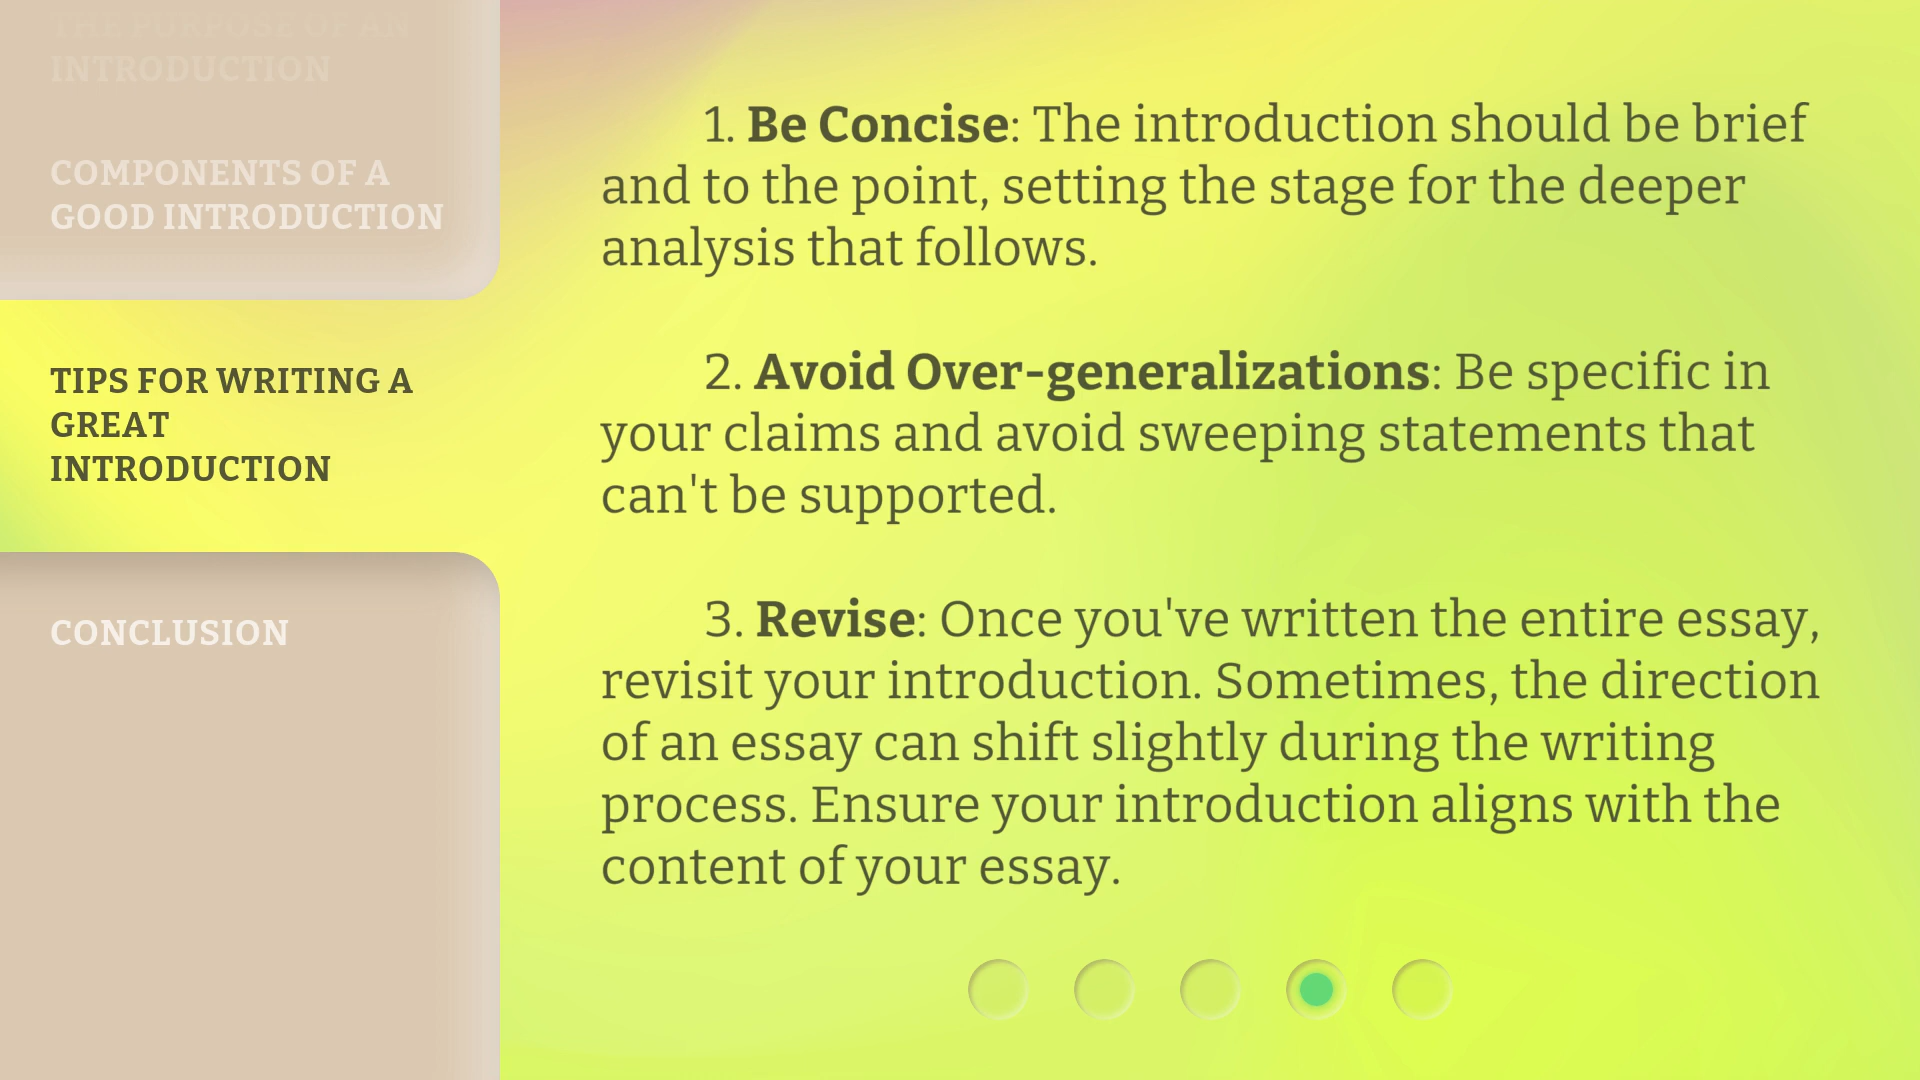 THE PURPOSE OF AN
INTRODUCTION
COMPONENTS OF A
GOOD INTRODUCTION
TIPS FOR WRITING A
GREAT
INTRODUCTION
CONCLUSION
1. Be Concise: The introduction should be brief
and to the point, setting the stage for the deeper
analysis that follows.
2. Avoid Over-generalizations: Be specific in
your claims and avoid sweeping statements that
can't be supported.
3. Revise: Once you've written the entire essay,
revisit your introduction. Sometimes, the direction
of an essay can shift slightly during the writing
process. Ensure your introduction aligns with the
content of your essay.